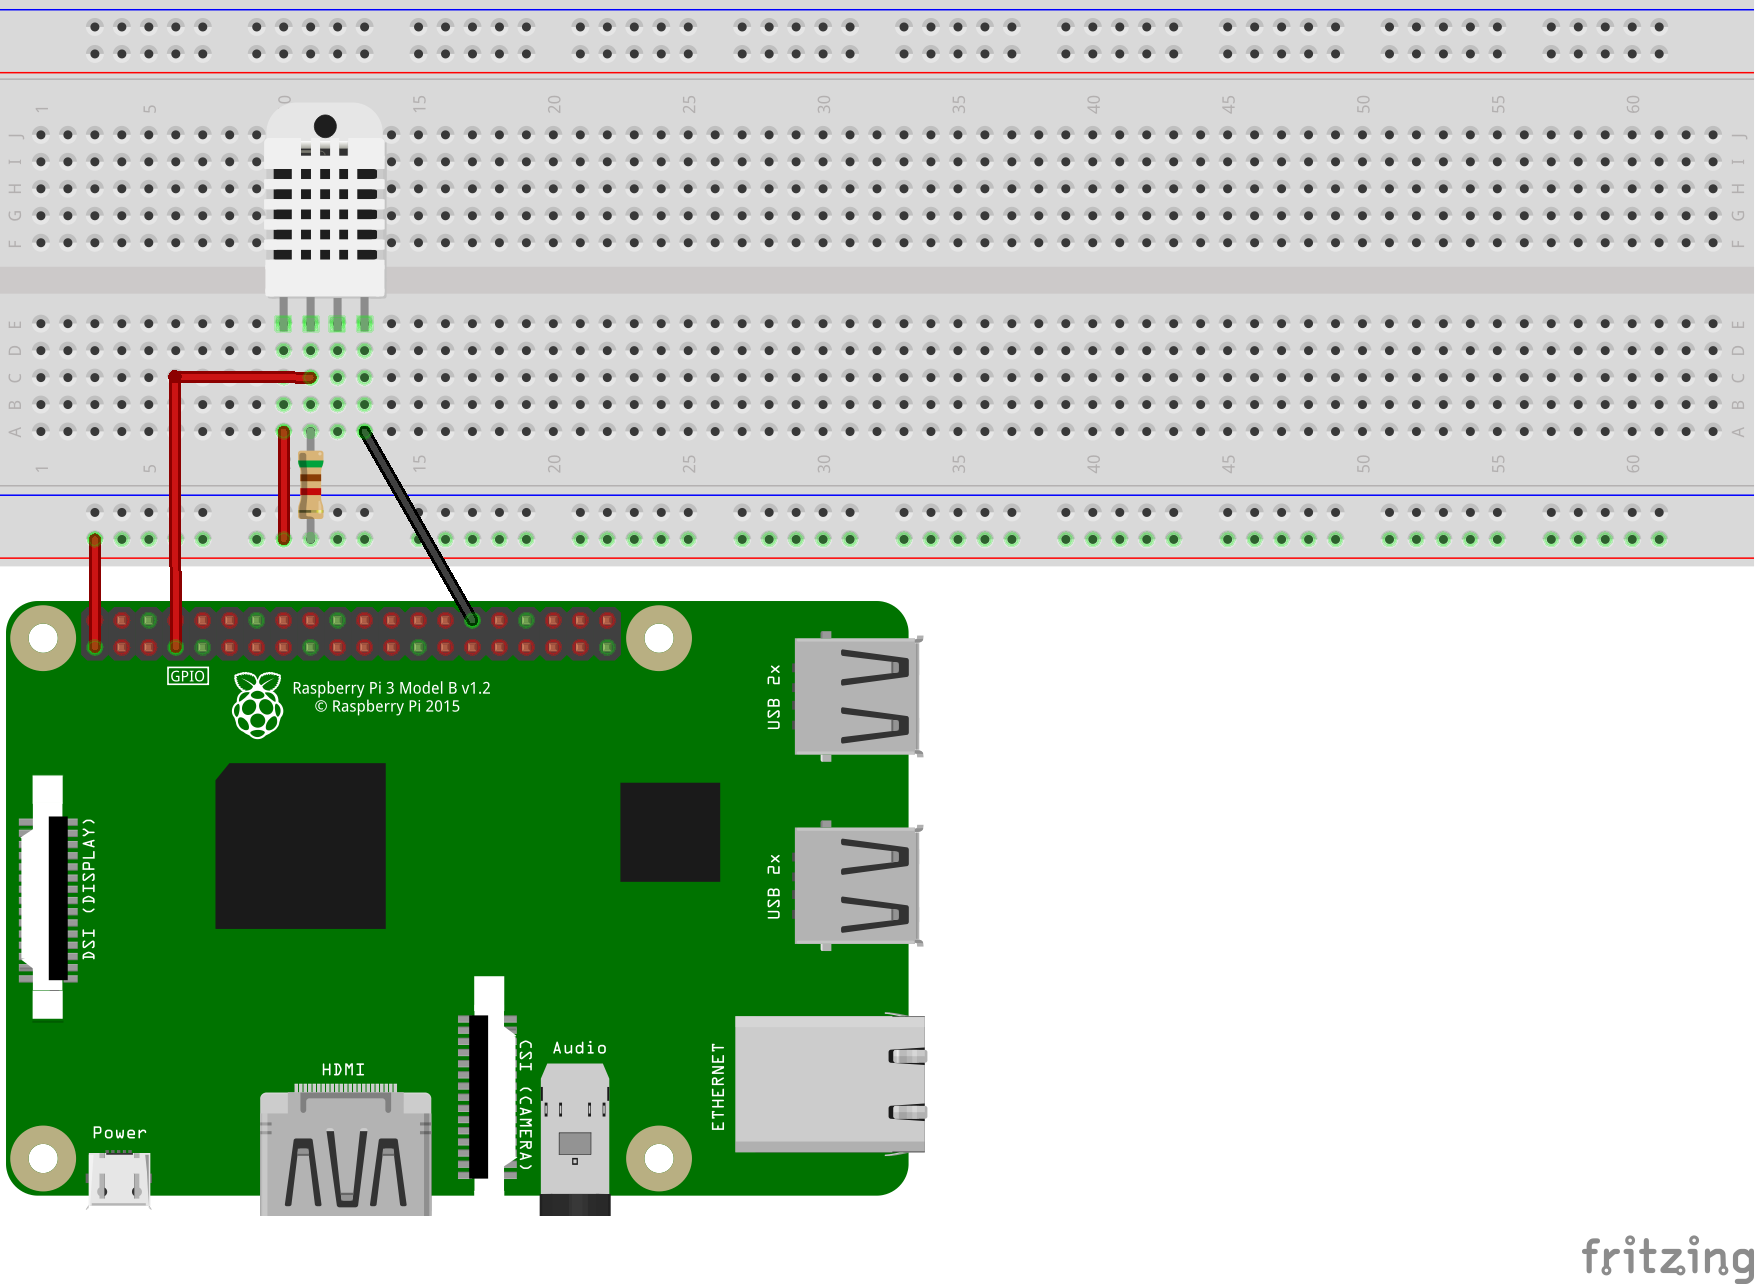 1 5 0 15 20 25 30 35 40 45 50 55 60
J J
I I
H H
G G
F F
E E
D D
C C
B B
A A
1 5 15 20 25 30 35 40 45 50 55 60
GPIO
Raspberry Pi 3 Model B v1.2
© Raspberry Pi 2015
USB 2x
DSI (DISPLAY)
USB 2x
HDMI
CSI (CAMERA)
Audio
ETHERNET
Power
fritzing